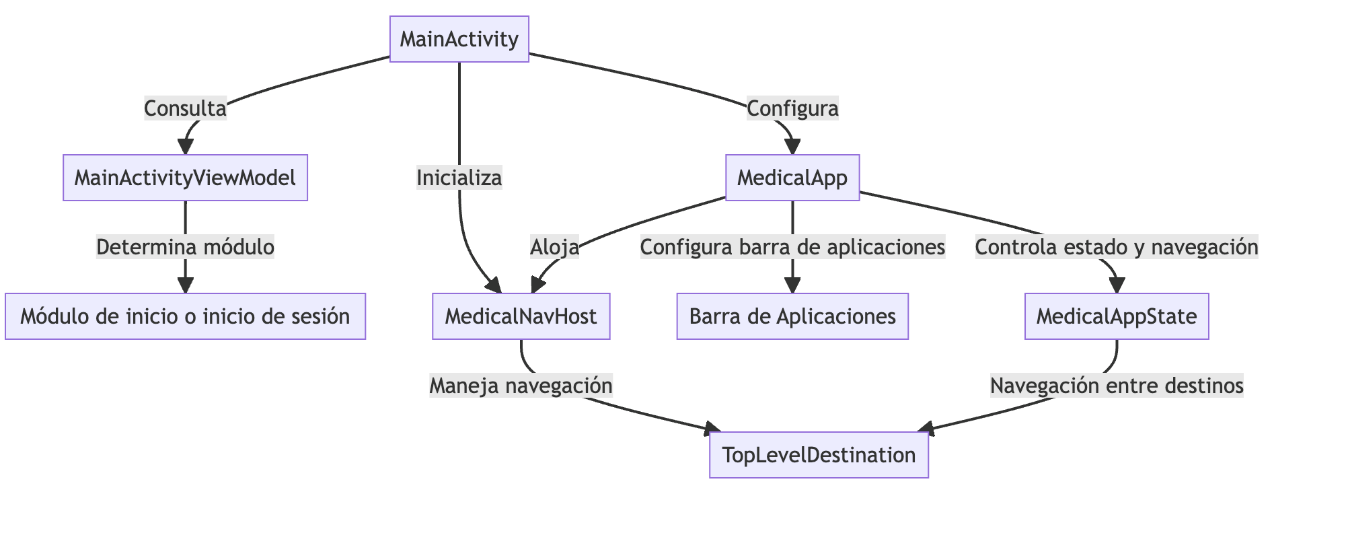 MainActivity
Consulta
Configura
MainActivityViewModel
Inicializa
MedicalApp
Determina módulo
Aloja
Configura barra de aplicaciones
Controla estado y navegación
Módulo de inicio o inicio de sesión
MedicalNavHost
Barra de Aplicaciones
MedicalAppState
Maneja navegación
Navegación entre destinos
TopLevelDestination